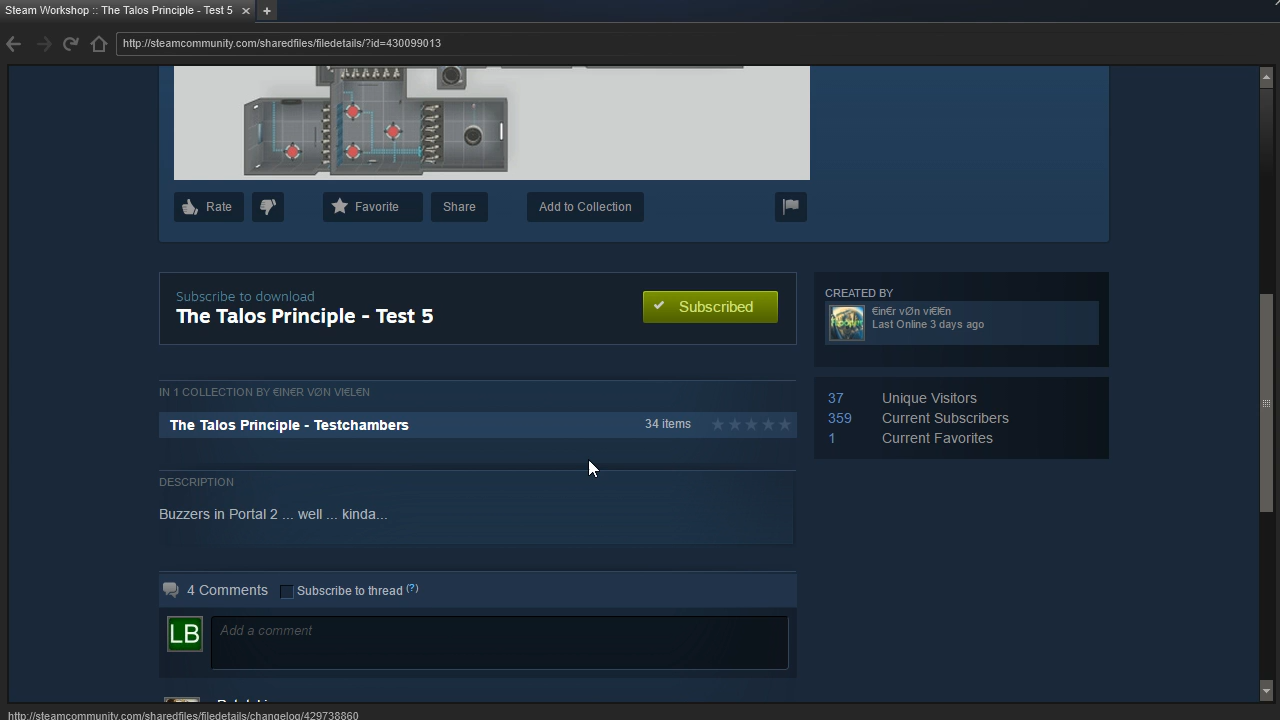 Steam Workshop :: The Talos Principle - Test 5
http://steamcommunity.com/sharedfiles/filedetails/?id=430099013
Rate
Favorite
Share
Add to Collection
Subscribe to download
The Talos Principle - Test 5
Subscribed
CREATED BY
€in€r vØn vi€l€n
Last Online 3 days ago
IN 1 COLLECTION BY €IN€R VØN VI€L€N
The Talos Principle - Testchambers
34 items
37 Unique Visitors
359 Current Subscribers
1 Current Favorites
DESCRIPTION
Buzzers in Portal 2 ... well ... kinda...
4 Comments
Subscribe to thread (?)
LB
Add a comment
http://steamcommunity.com/sharedfiles/filedetails/changelog/429738860